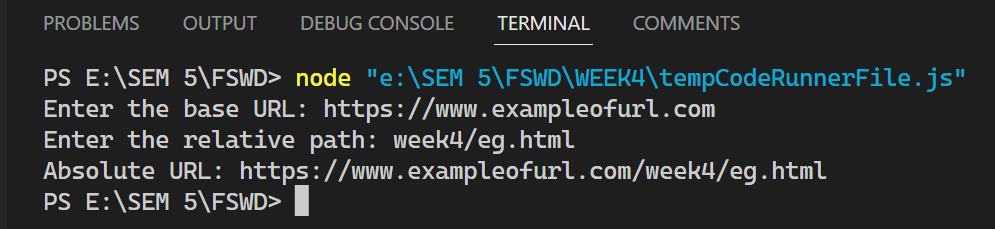 PROBLEMS OUTPUT DEBUG CONSOLE TERMINAL COMMENTS
PS E:\SEM 5\FSWD> node "e:\SEM 5\FSWD\WEEK4\tempCodeRunnerFile.js"
Enter the base URL: https://www.exampleofurl.com
Enter the relative path: week4/eg.html
Absolute URL: https://www.exampleofurl.com/week4/eg.html
PS E:\SEM 5\FSWD>